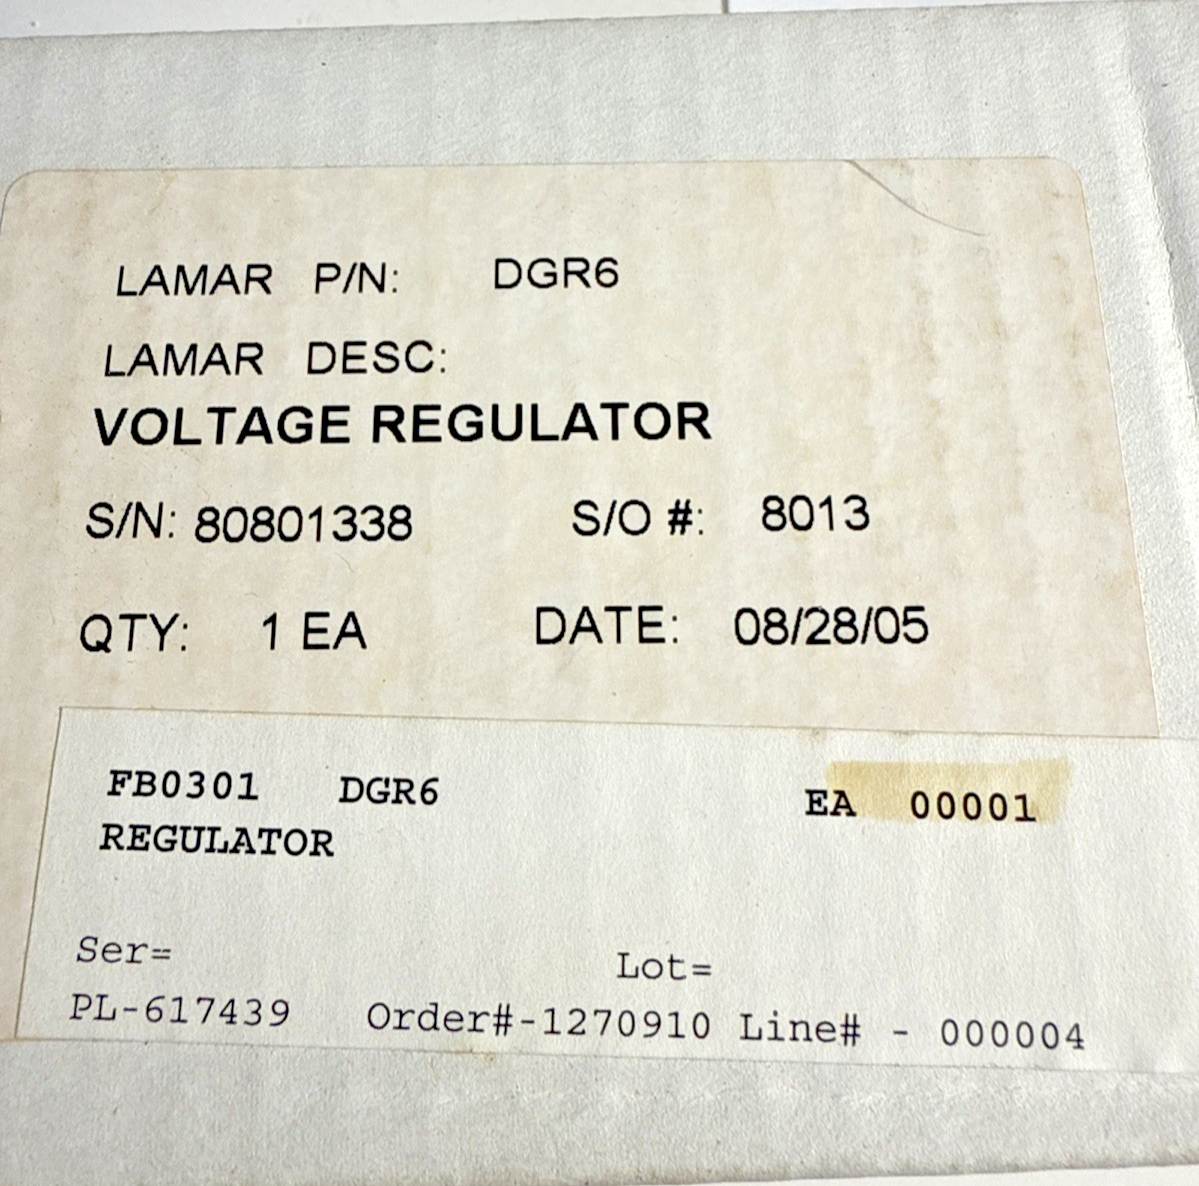 LAMAR P/N: DGR6
LAMAR DESC:
VOLTAGE REGULATOR
S/N: 80801338 S/O #: 8013
QTY: 1 EA DATE: 08/28/05
FB0301 DGR6 EA 00001
REGULATOR
Ser= Lot=
PL-617439 Order#-1270910 Line# - 000004